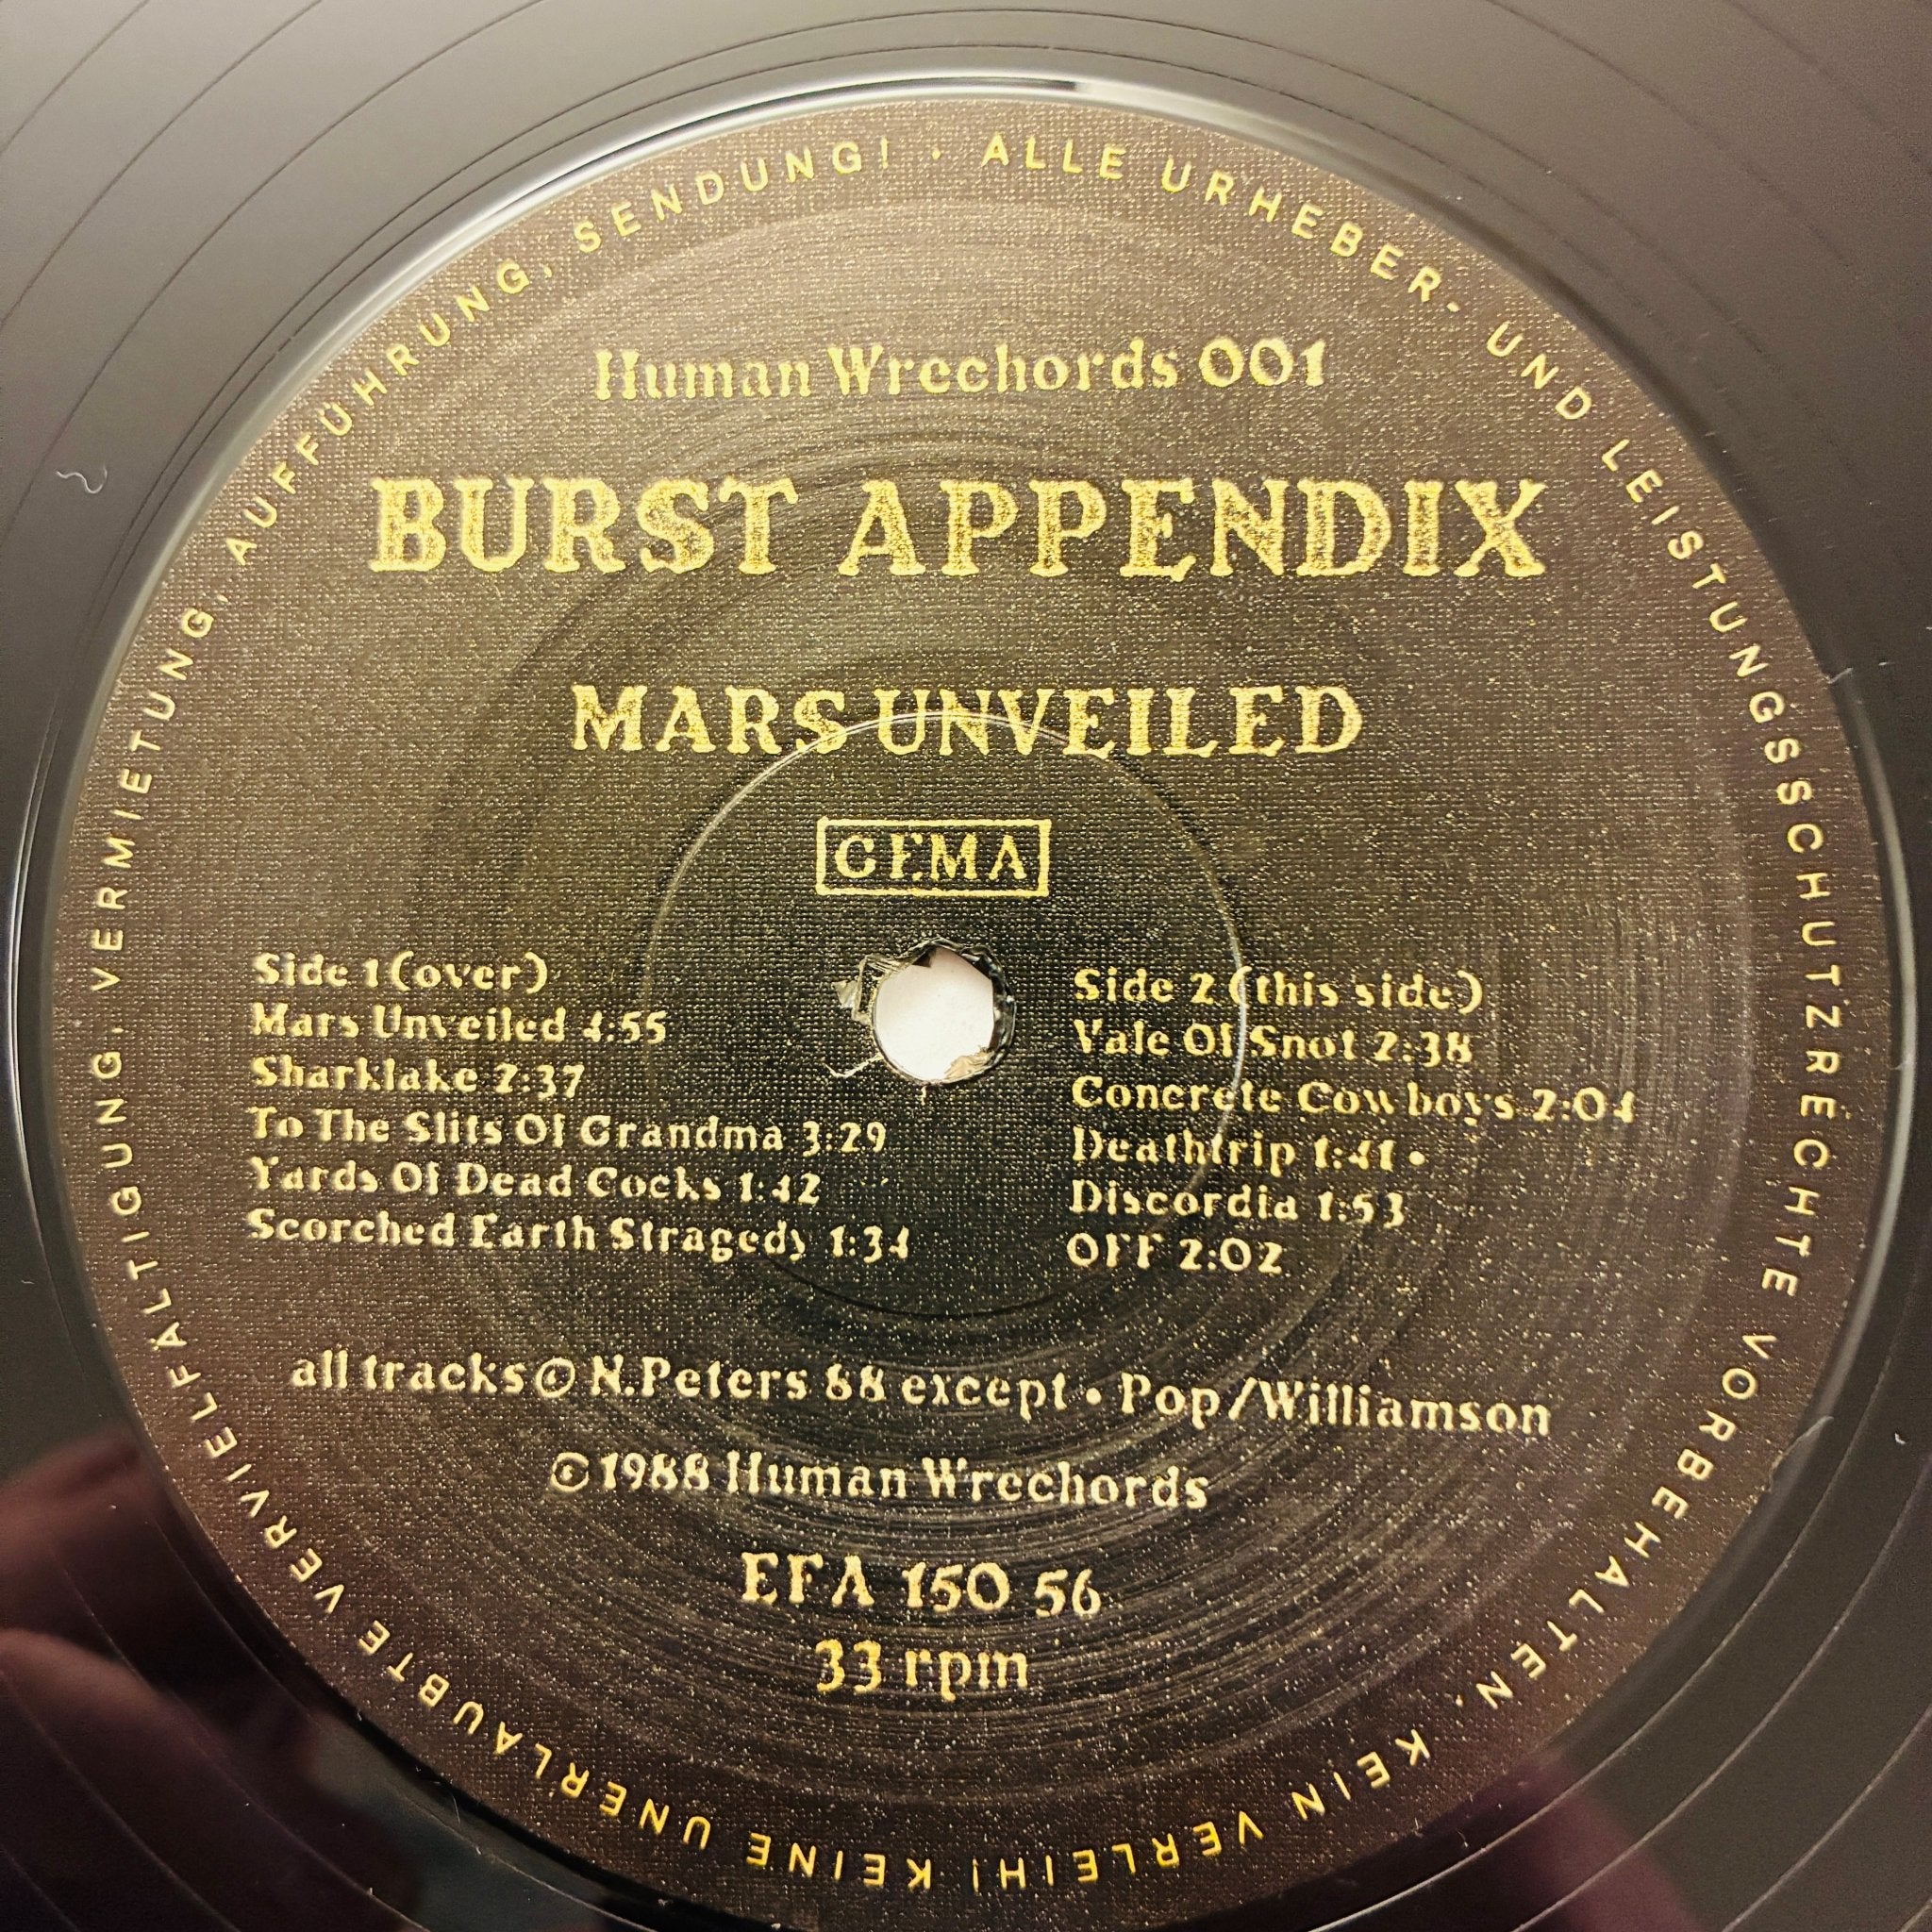 ALLE URHEBER- UND LEISTUNGSSCHUTZRECHTE VORBEHALTEN. KEIN VERLEIH! KEINE UNERLAUBTE VERVIELFÄLTIGUNG, VERMIETUNG, AUFFÜHRUNG, SENDUNG! ·
Human Wrechords 001
BURST APPENDIX
MARS UNVEILED
GEMA
Side 1 (over)
Mars Unveiled 4:55
Sharklake 2:37
To The Slits Of Grandma 3:29
Yards Of Dead Cocks 1:42
Scorched Earth Stragedy 1:34
Side 2 (this side)
Vale Of Snot 2:38
Concrete Cowboys 2:04
Deathtrip 1:41 •
Discordia 1:53
OFF 2:02
all tracks © N.Peters 88 except • Pop/Williamson
©1988 Human Wrechords
EFA 150 56
33 rpm